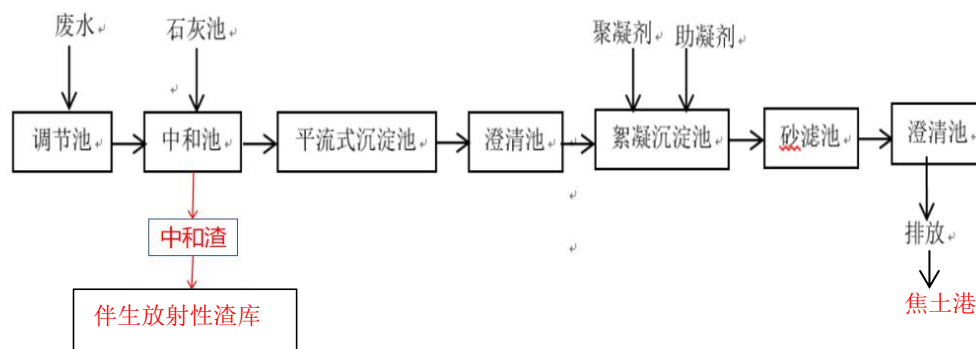 废水
石灰池
聚凝剂
助凝剂
调节池
中和池
平流式沉淀池
澄清池
絮凝沉淀池
砂滤池
澄清池
中和渣
排放
伴生放射性渣库
焦土港